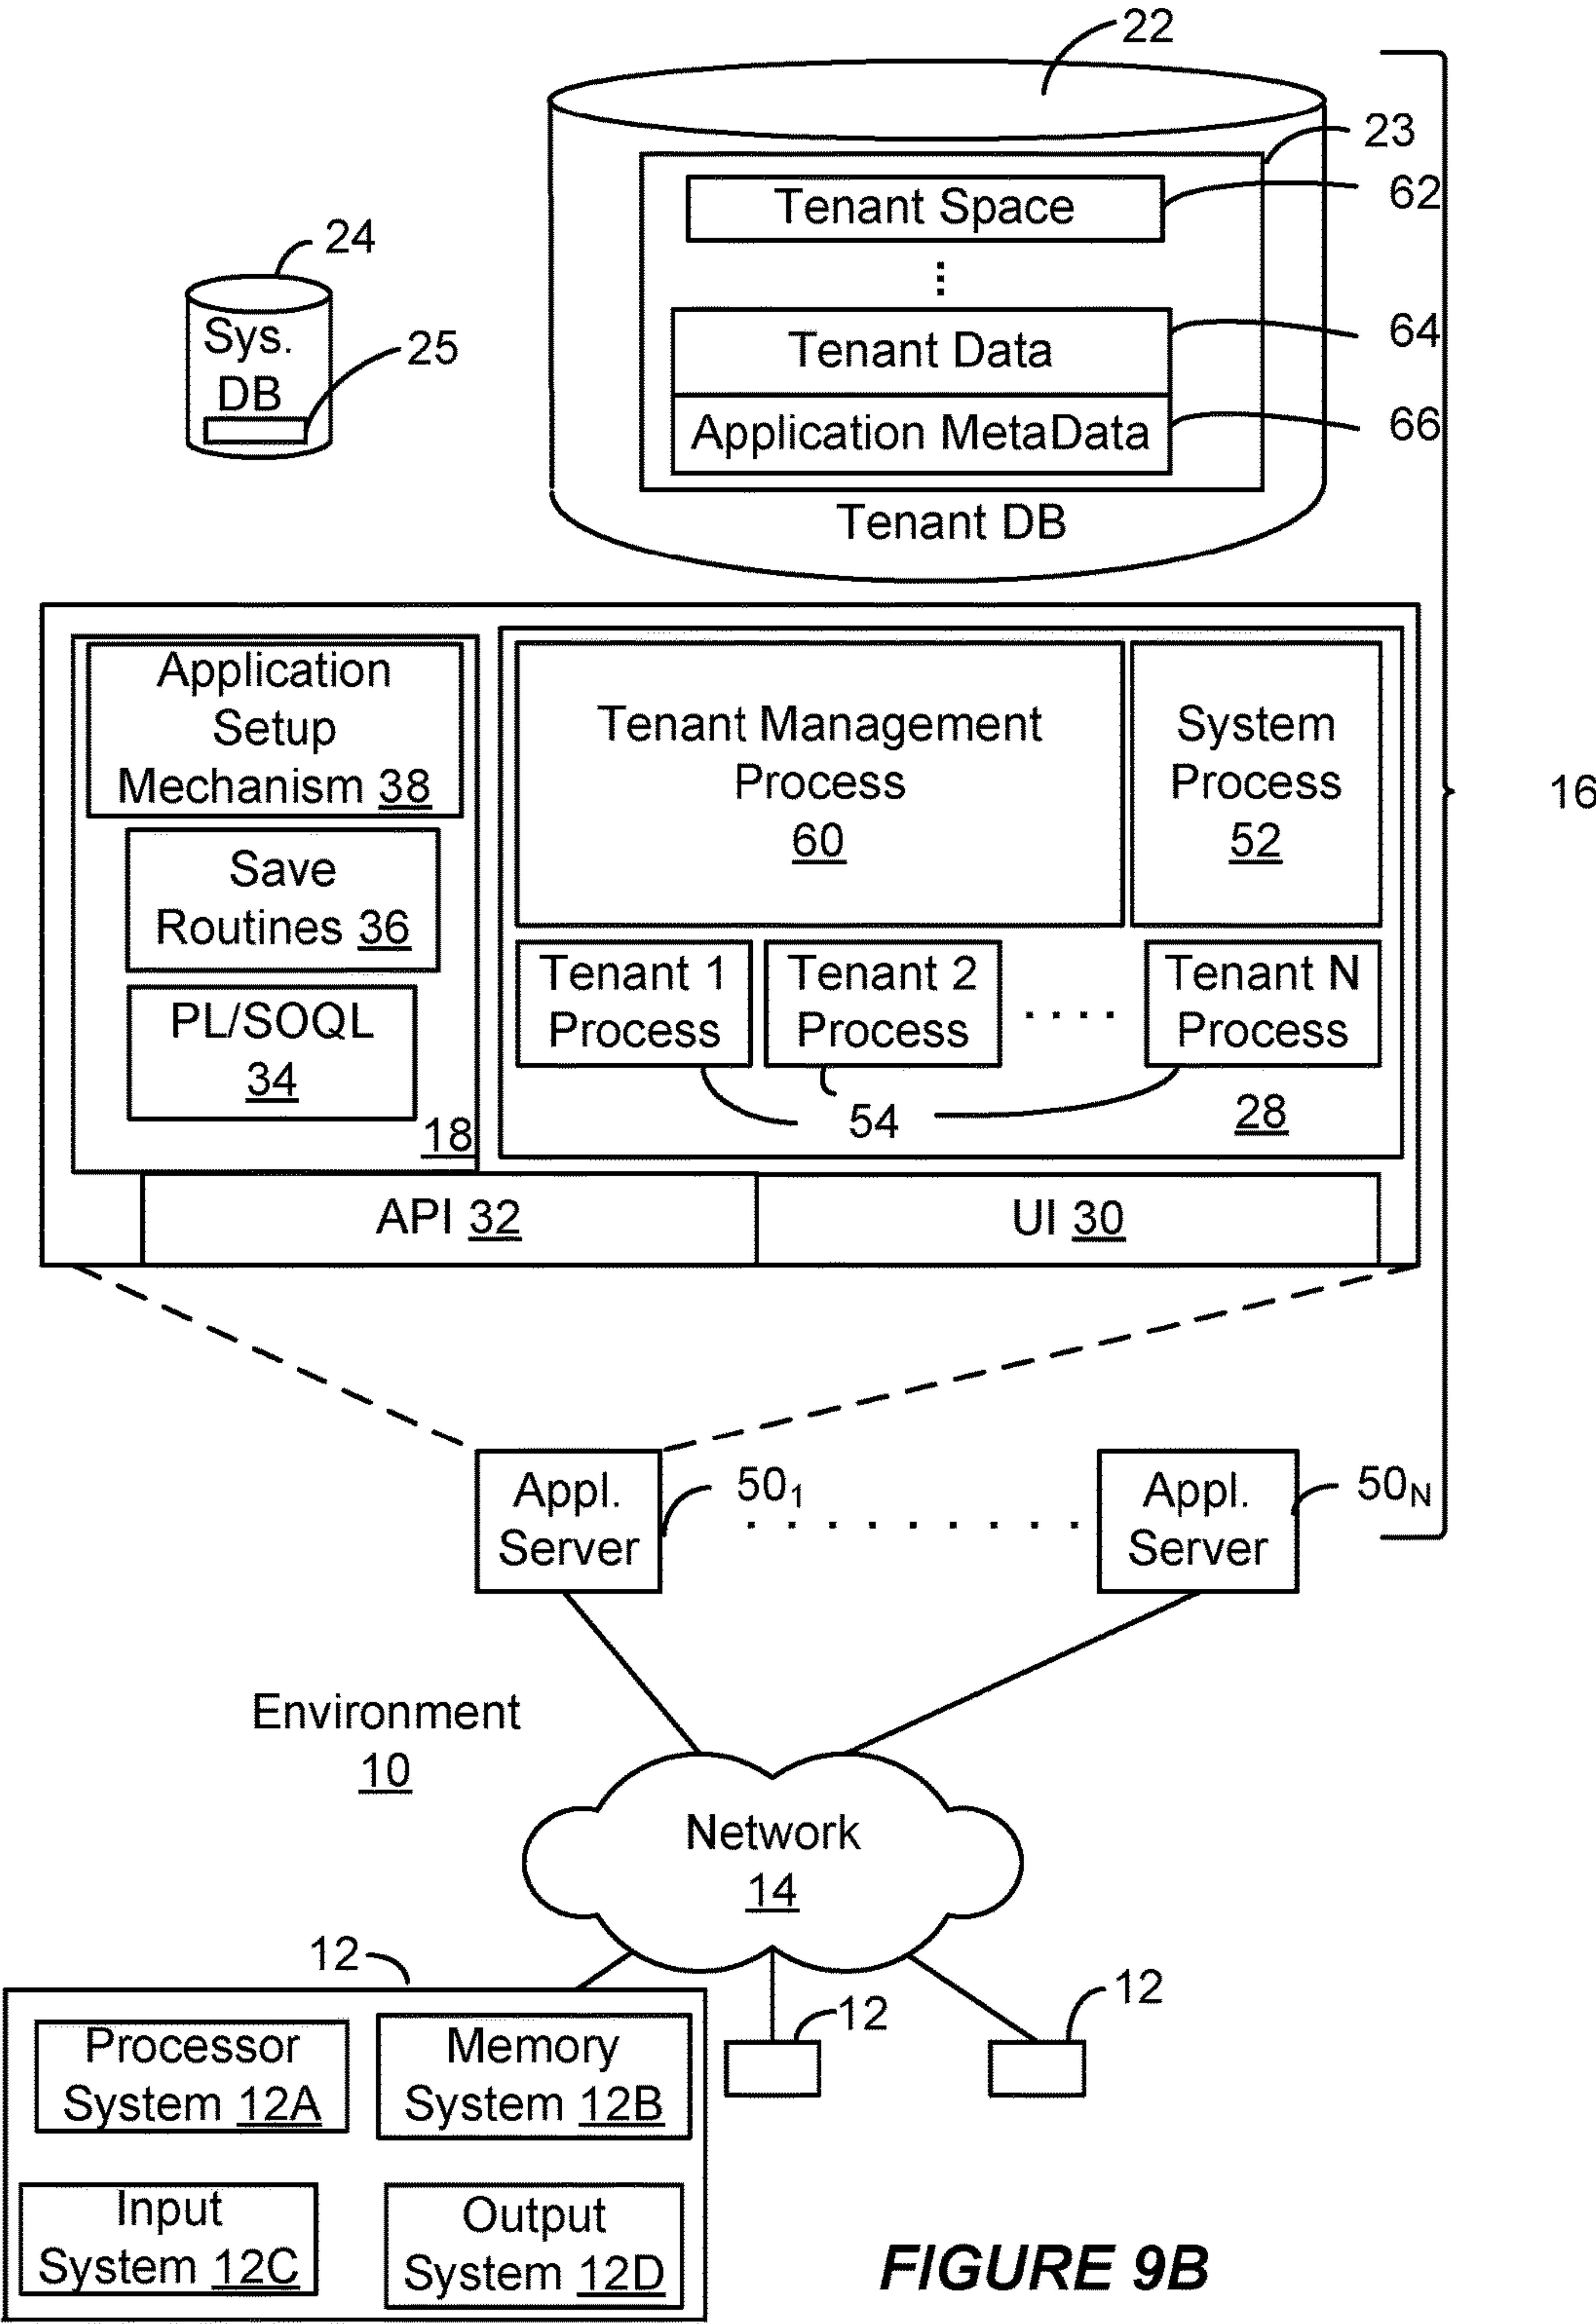 22
23
Tenant Space
62
24
Sys.
DB
25
Tenant Data
64
Application MetaData
66
Tenant DB
Application
Setup
Mechanism 38
Tenant Management
Process
60
System
Process
52
16
Save
Routines 36
Tenant 1
Process
Tenant 2
Process
. . . .
Tenant N
Process
PL/SOQL
34
18
54
28
API 32
UI 30
Appl.
Server
50₁
. . . . . . . . .
Appl.
Server
50N
Environment
10
Network
14
12
12
12
Processor
System 12A
Memory
System 12B
Input
System 12C
Output
System 12D
FIGURE 9B